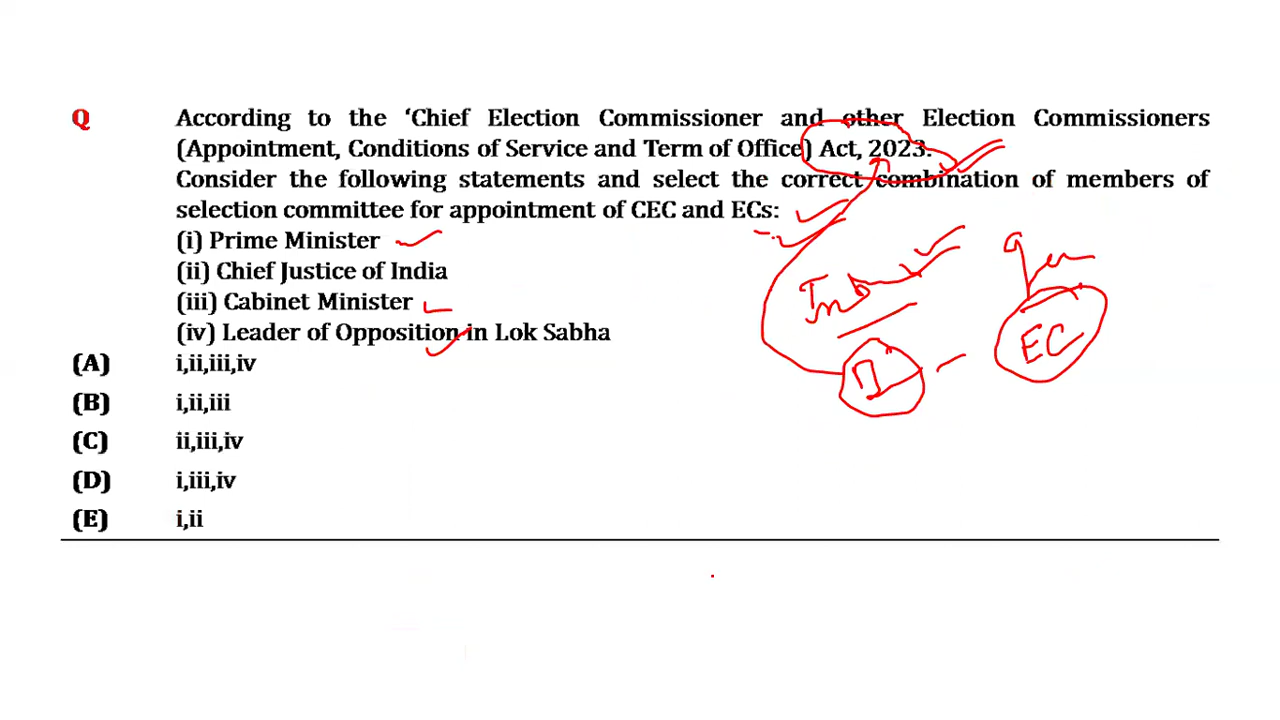 Q According to the ‘Chief Election Commissioner and other Election Commissioners
(Appointment, Conditions of Service and Term of Office) Act, 2023.
Consider the following statements and select the correct combination of members of
selection committee for appointment of CEC and ECs:
(i) Prime Minister
(ii) Chief Justice of India
(iii) Cabinet Minister
(iv) Leader of Opposition in Lok Sabha
(A) i,ii,iii,iv
(B) i,ii,iii
(C) ii,iii,iv
(D) i,iii,iv
(E) i,ii
EC